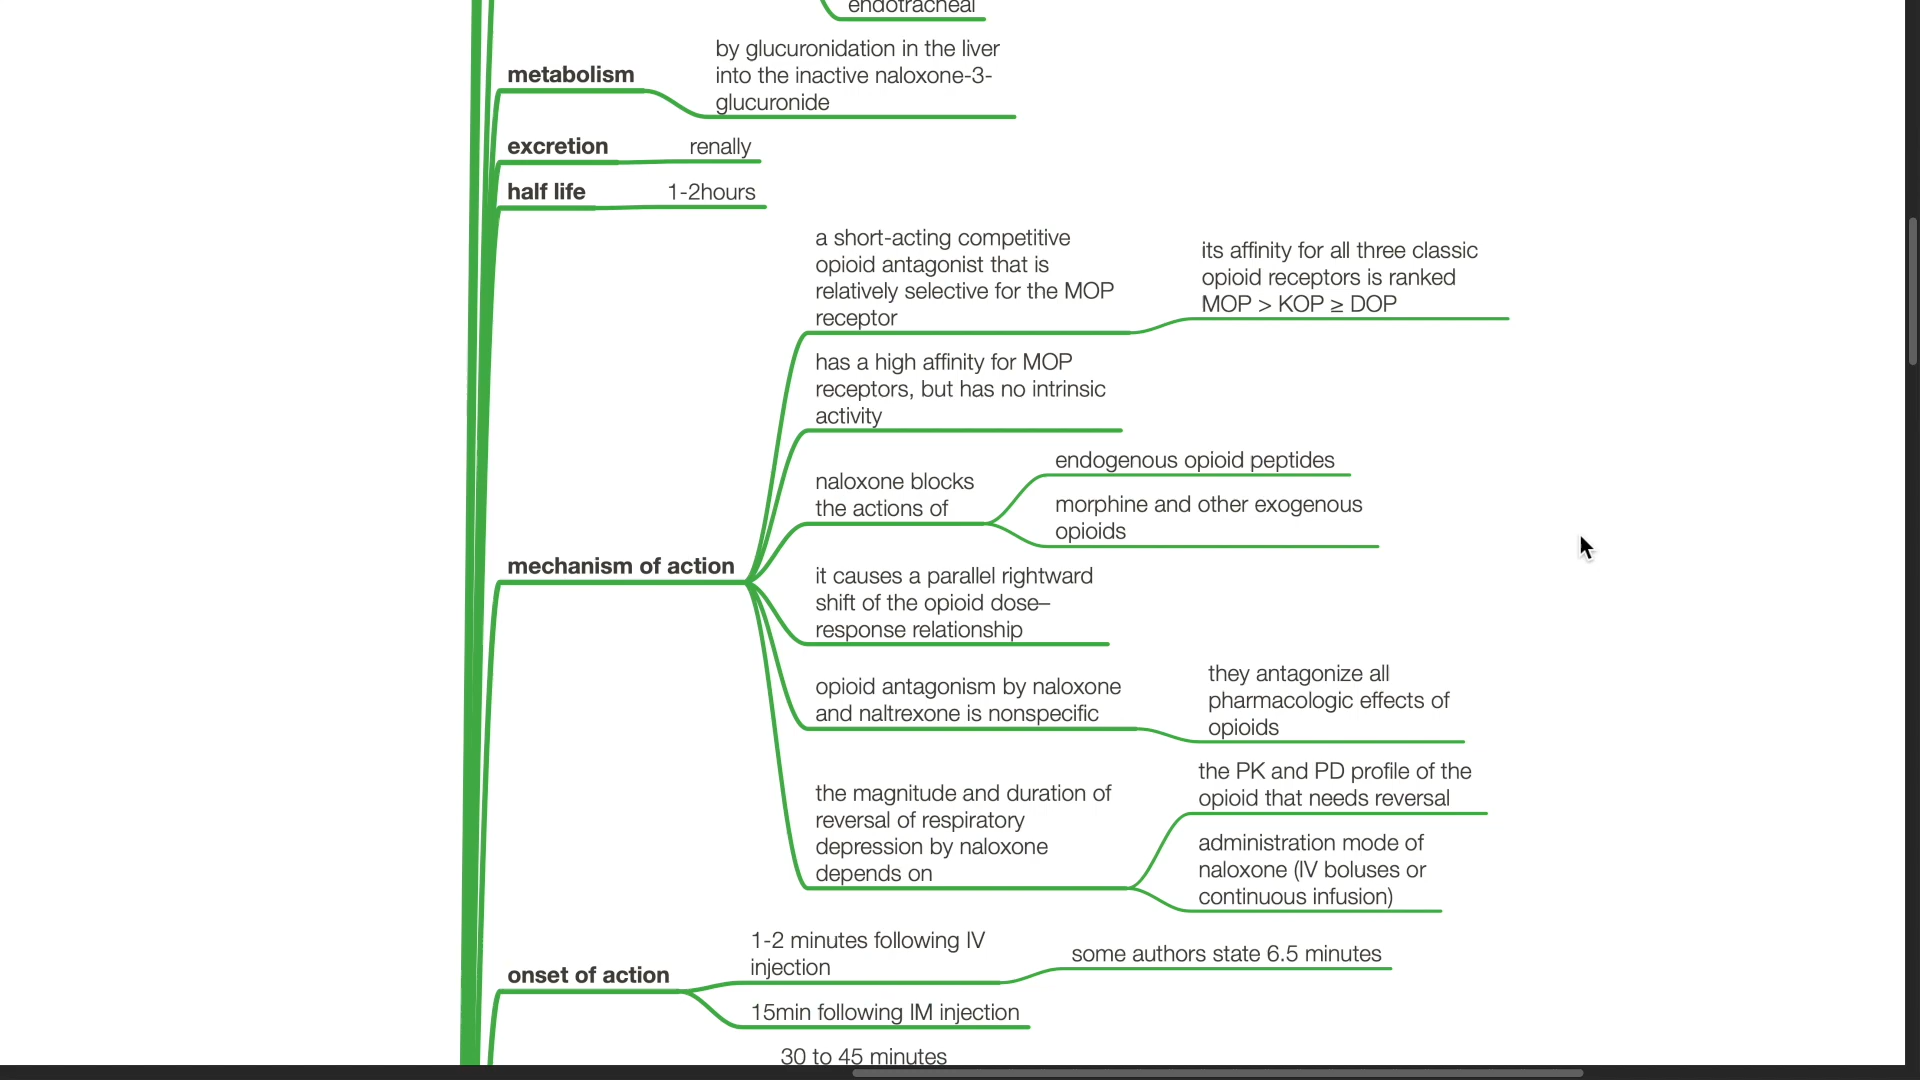 endotracheal
metabolism
by glucuronidation in the liver
into the inactive naloxone-3-
glucuronide
excretion
renally
half life
1-2hours
mechanism of action
a short-acting competitive
opioid antagonist that is
relatively selective for the MOP
receptor
its affinity for all three classic
opioid receptors is ranked
MOP > KOP ≥ DOP
has a high affinity for MOP
receptors, but has no intrinsic
activity
naloxone blocks
the actions of
endogenous opioid peptides
morphine and other exogenous
opioids
it causes a parallel rightward
shift of the opioid dose–
response relationship
opioid antagonism by naloxone
and naltrexone is nonspecific
they antagonize all
pharmacologic effects of
opioids
the magnitude and duration of
reversal of respiratory
depression by naloxone
depends on
the PK and PD profile of the
opioid that needs reversal
administration mode of
naloxone (IV boluses or
continuous infusion)
onset of action
1-2 minutes following IV
injection
some authors state 6.5 minutes
15min following IM injection
30 to 45 minutes